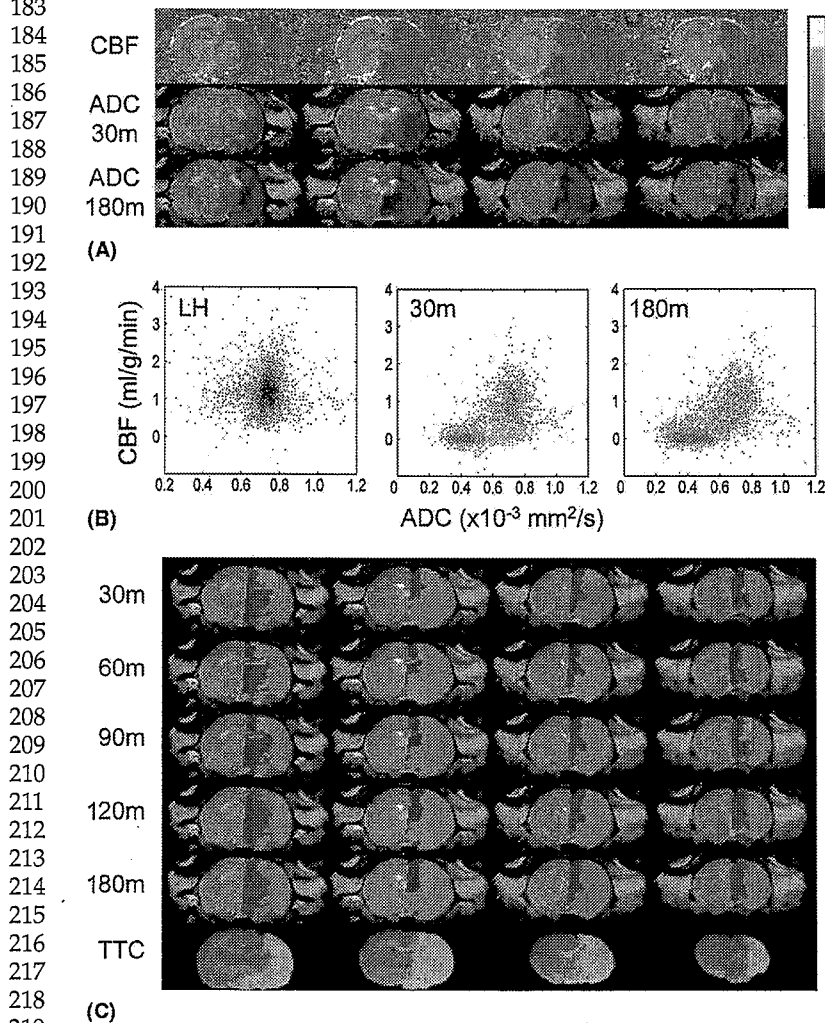 183
184
CBF
185
186
ADC
187
30m
188
189
ADC
190
180m
191
(A)
192
193
194
195
196
197
198
199
200
201
202
203
204
205
206
207
208
209
210
211
212
213
214
215
216
217
218
LH
30m
180m
CBF (ml/g/min)
4
3
2
1
0
0.2 0.4 0.6 0.8 1.0 1.2
4
3
2
1
0
0 0.2 0.4 0.6 0.8 1.0 1.2
4
3
2
1
0
0 0.2 0.4 0.6 0.8 1.0 1.2
(B)
ADC (x10⁻³ mm²/s)
30m
60m
90m
120m
180m
TTC
(C)